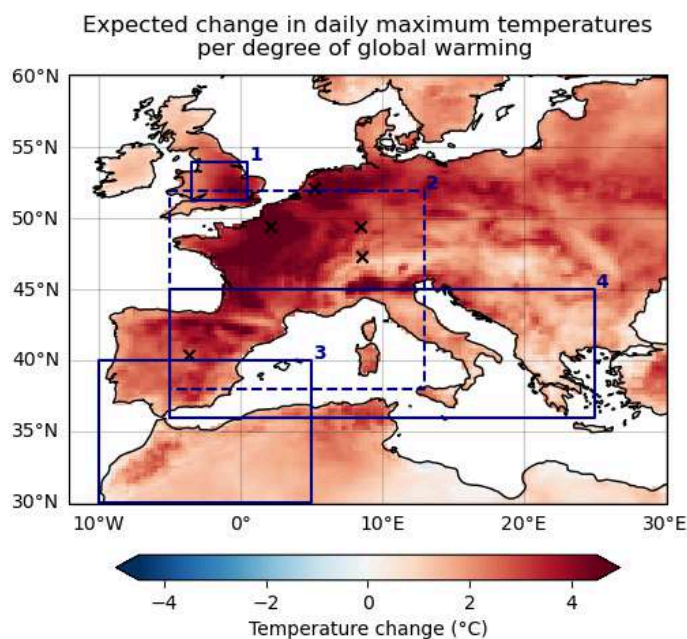 Expected change in daily maximum temperatures
per degree of global warming
60°N
55°N
1
2
50°N
45°N
4
3
40°N
35°N
30°N
10°W 0° 10°E 20°E 30°E
−4 −2 0 2 4
Temperature change (°C)